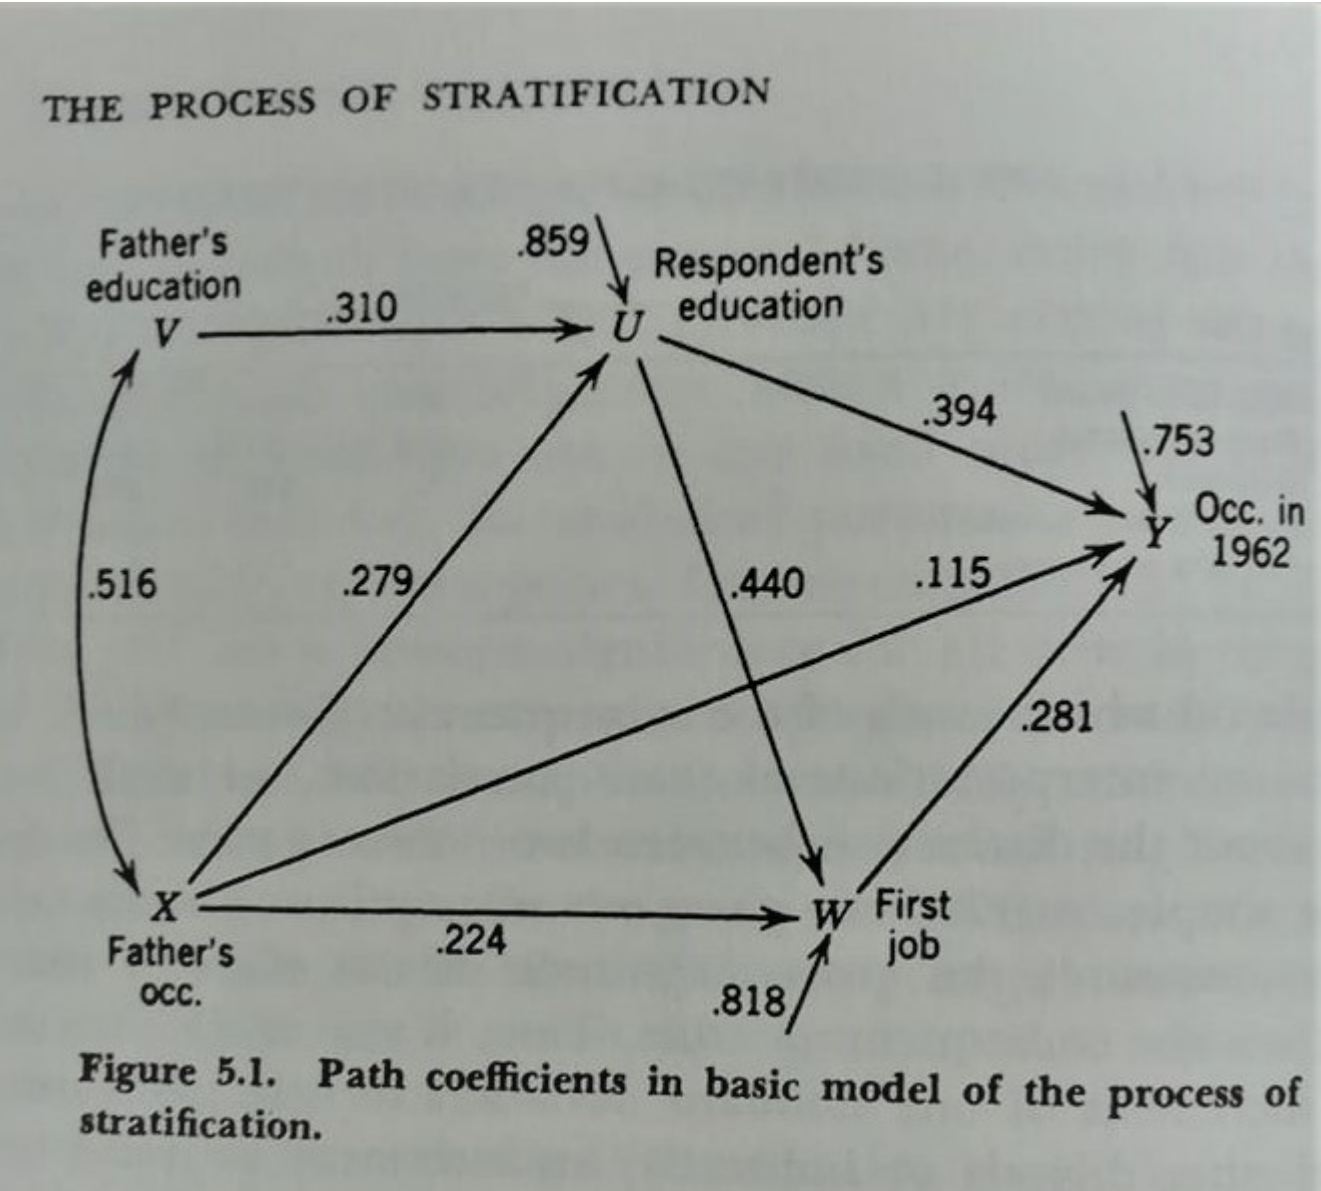 THE PROCESS OF STRATIFICATION
Father's
education
V
.310
.859
U
Respondent's
education
.394
.753
Y
Occ. in
1962
.516
.279
.440
.115
.281
X
Father's
occ.
.224
W
First
job
.818
Figure 5.1. Path coefficients in basic model of the process of
stratification.